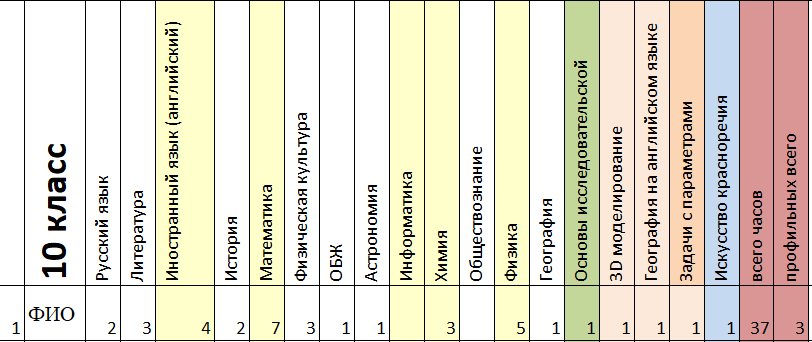 10 класс
Русский язык
Литература
Иностранный язык (английский)
История
Математика
Физическая культура
ОБЖ
Астрономия
Информатика
Химия
Обществознание
Физика
География
Основы исследовательской
3D моделирование
География на английском языке
Задачи с параметрами
Искусство красноречия
всего часов
профильных всего
1 ФИО 2 3 4 2 7 3 1 1 3 5 1 1 1 1 1 1 37 3